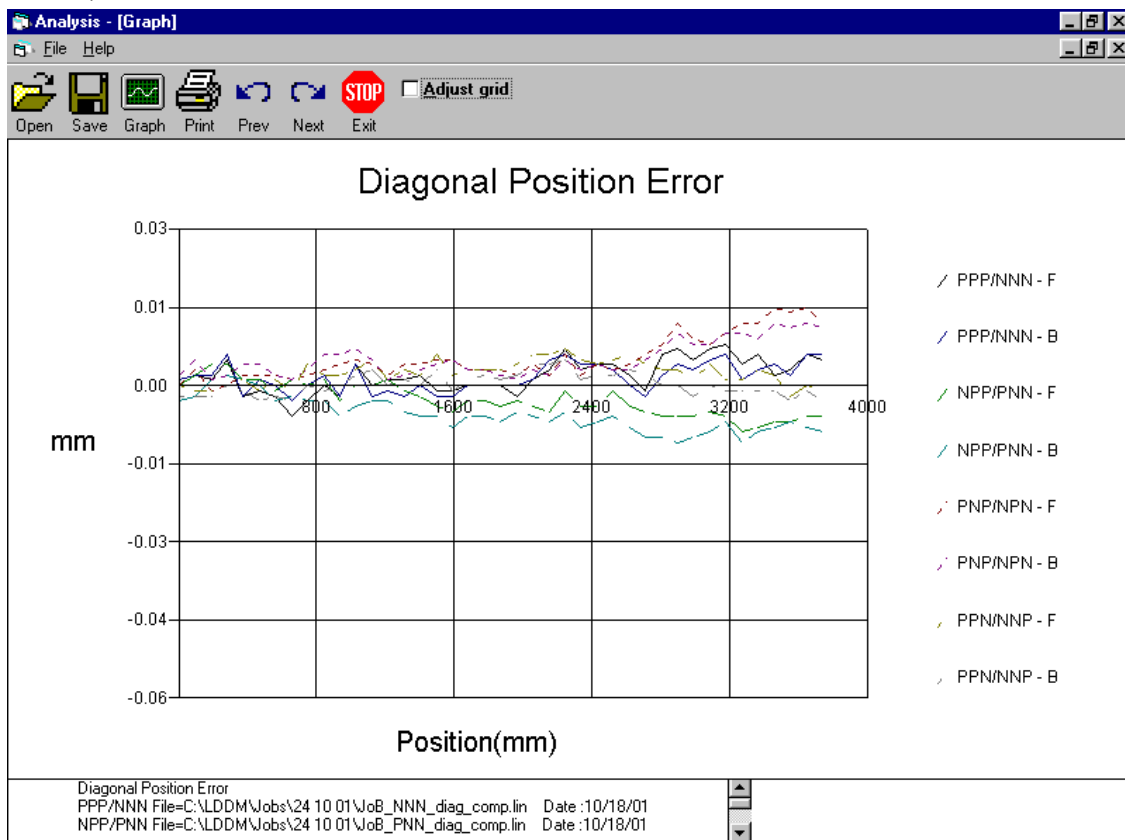 Analysis - [Graph]
File Help
Open Save Graph Print Prev Next STOP Exit Adjust grid
Diagonal Position Error
0.03
0.01
0.00
-0.01
-0.03
-0.04
-0.06
mm
800 1600 2400 3200 4000
Position(mm)
PPP/NNN - F
PPP/NNN - B
NPP/PNN - F
NPP/PNN - B
PNP/NPN - F
PNP/NPN - B
PPN/NNP - F
PPN/NNP - B
Diagonal Position Error
PPP/NNN File=C:\LDDM\Jobs\24 10 01\JoB_NNN_diag_comp.lin Date :10/18/01
NPP/PNN File=C:\LDDM\Jobs\24 10 01\JoB_PNN_diag_comp.lin Date :10/18/01